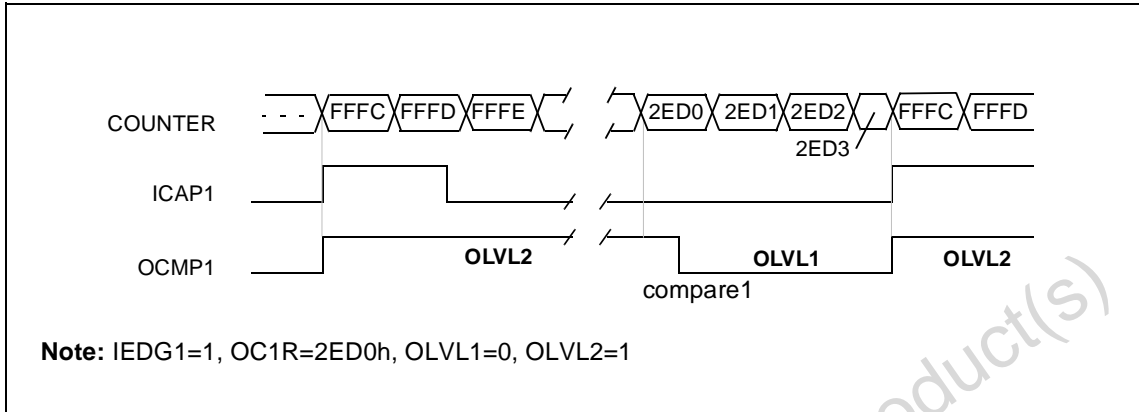 COUNTER - - - FFFC FFFD FFFE 2ED0 2ED1 2ED2 FFFC FFFD
2ED3
ICAP1
OCMP1 OLVL2 OLVL1 OLVL2
compare1
Note: IEDG1=1, OC1R=2ED0h, OLVL1=0, OLVL2=1